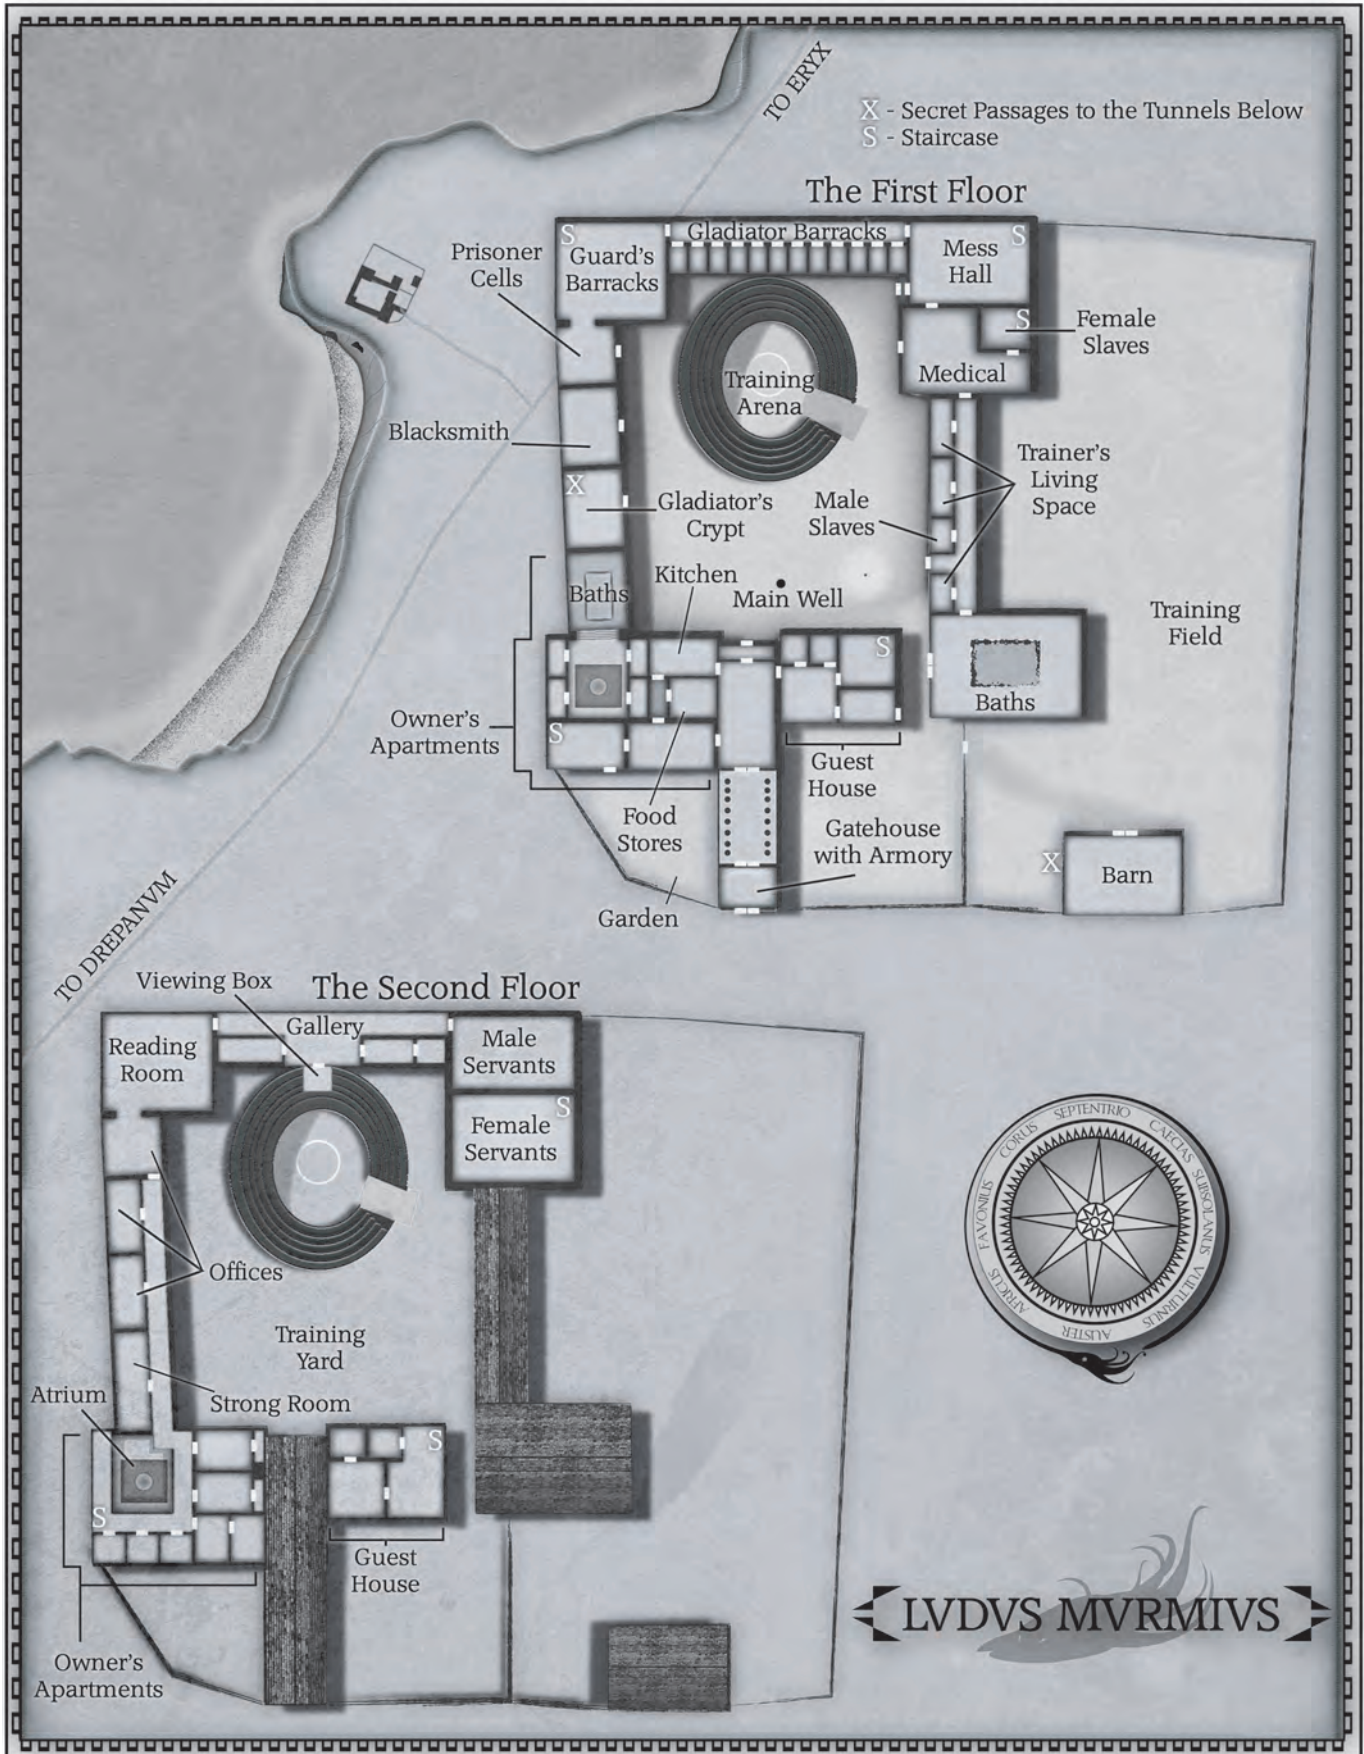 TO ERYX
X - Secret Passages to the Tunnels Below
S - Staircase
The First Floor
S
Guard's
Barracks
Gladiator Barracks
Mess
Hall
S
Prisoner
Cells
S
Female
Slaves
Medical
Training
Arena
Blacksmith
Trainer's
Living
Space
X
Gladiator's
Crypt
Male
Slaves
Kitchen
Baths
Main Well
Training
Field
S
Baths
Owner's
Apartments
S
Guest
House
Food
Stores
Gatehouse
with Armory
X
Barn
Garden
TO DREPANVM
Viewing Box
The Second Floor
Gallery
Reading
Room
Male
Servants
S
Female
Servants
Offices
Training
Yard
Atrium
Strong Room
S
S
Guest
House
Owner's
Apartments
SEPTENTRIO
CAECIAS
SUBSOLANUS
VULTURNUS
AUSTER
AFRICUS
FAVONIUS
CORUS
LVDVS MVRMIVS